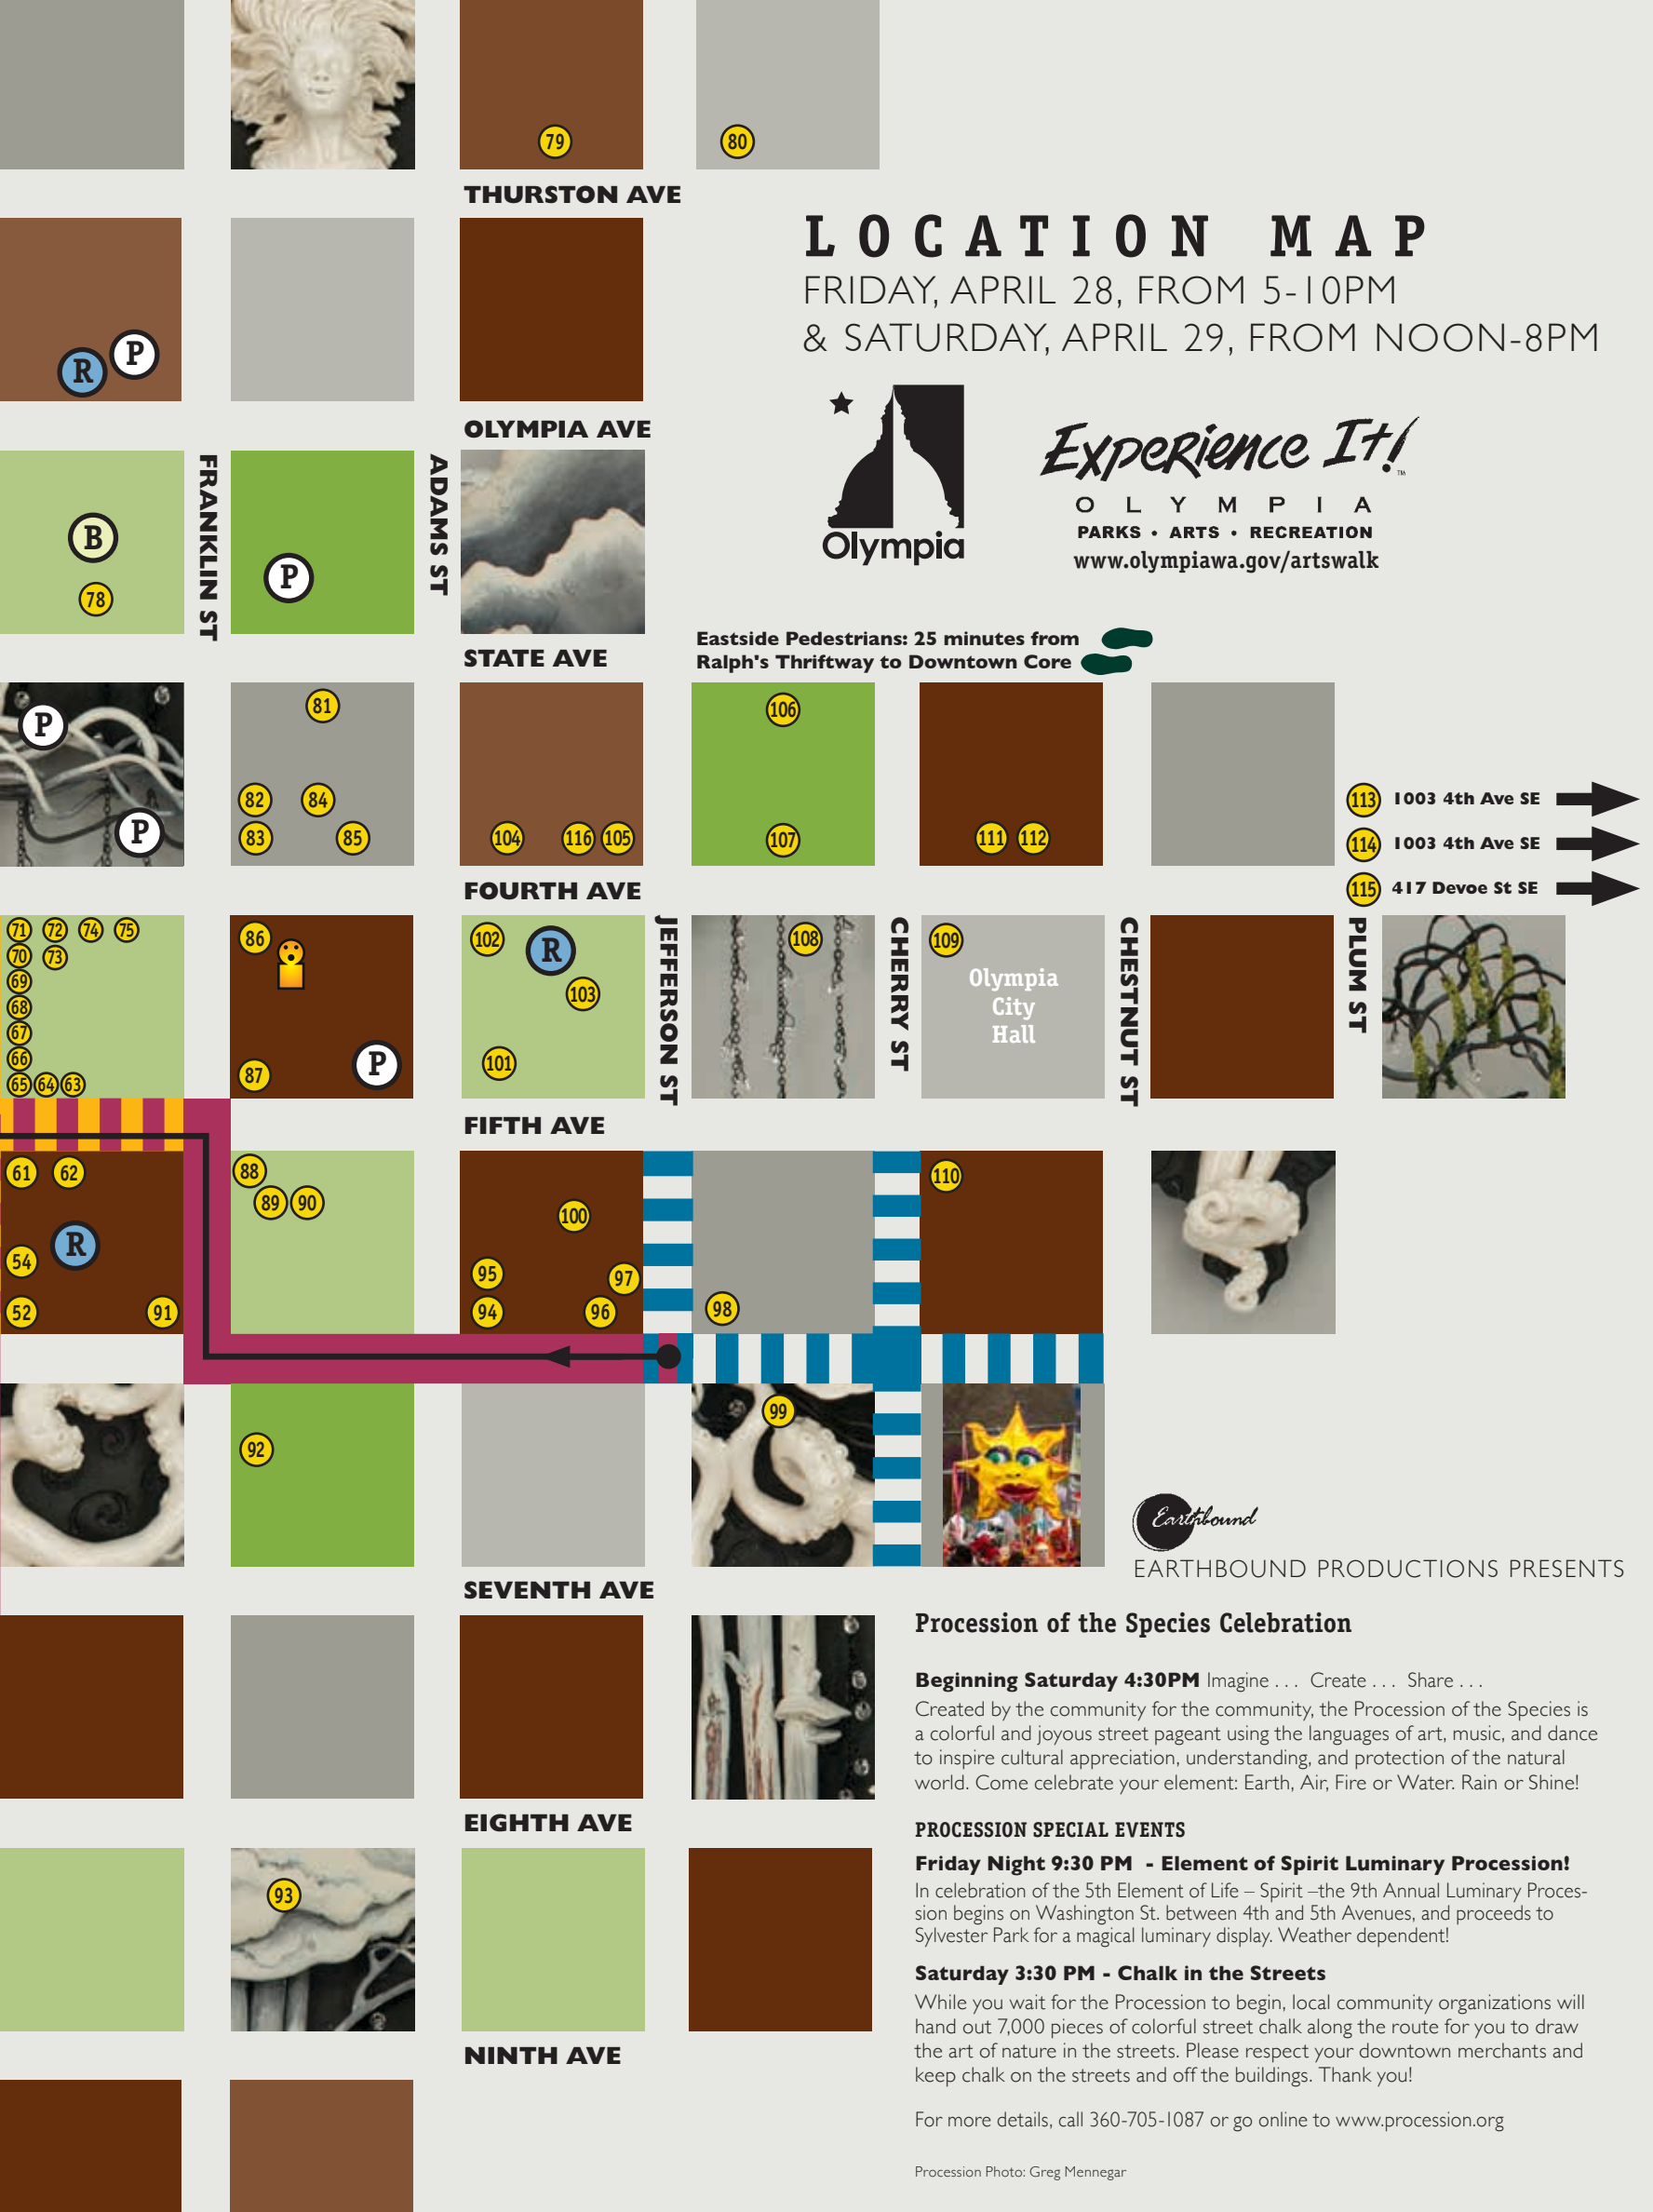 79
80
THURSTON AVE
LOCATION MAP
FRIDAY, APRIL 28, FROM 5-10PM
& SATURDAY, APRIL 29, FROM NOON-8PM
R
P
OLYMPIA AVE
Olympia
Experience It!™
OLYMPIA
PARKS • ARTS • RECREATION
www.olympiawa.gov/artswalk
FRANKLIN ST
ADAMS ST
B
78
P
STATE AVE
Eastside Pedestrians: 25 minutes from
Ralph's Thriftway to Downtown Core
P
P
81
82
84
83
85
104
116
105
106
107
111
112
113 1003 4th Ave SE
114 1003 4th Ave SE
115 417 Devoe St SE
FOURTH AVE
71
72
74
75
70
73
69
68
67
66
65
64
63
86
87
P
102
R
103
101
JEFFERSON ST
108
CHERRY ST
109
Olympia
City
Hall
CHESTNUT ST
PLUM ST
FIFTH AVE
61
62
R
54
52
91
88
89
90
100
95
97
94
96
98
110
92
99
Earthbound
EARTHBOUND PRODUCTIONS PRESENTS
SEVENTH AVE
Procession of the Species Celebration
Beginning Saturday 4:30PM Imagine . . . Create . . . Share . . .
Created by the community for the community, the Procession of the Species is
a colorful and joyous street pageant using the languages of art, music, and dance
to inspire cultural appreciation, understanding, and protection of the natural
world. Come celebrate your element: Earth, Air, Fire or Water. Rain or Shine!
EIGHTH AVE
PROCESSION SPECIAL EVENTS
Friday Night 9:30 PM - Element of Spirit Luminary Procession!
In celebration of the 5th Element of Life – Spirit –the 9th Annual Luminary Proces-
sion begins on Washington St. between 4th and 5th Avenues, and proceeds to
Sylvester Park for a magical luminary display. Weather dependent!
93
Saturday 3:30 PM - Chalk in the Streets
While you wait for the Procession to begin, local community organizations will
hand out 7,000 pieces of colorful street chalk along the route for you to draw
the art of nature in the streets. Please respect your downtown merchants and
keep chalk on the streets and off the buildings. Thank you!
NINTH AVE
For more details, call 360-705-1087 or go online to www.procession.org
Procession Photo: Greg Mennegar